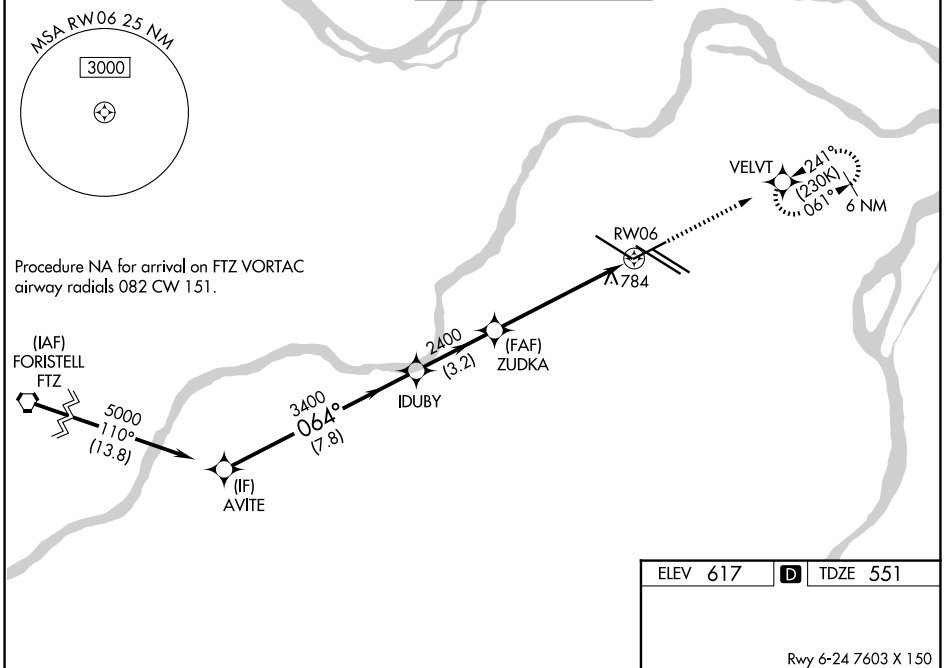 MSA RW06 25 NM
3000
Procedure NA for arrival on FTZ VORTAC
airway radials 082 CW 151.
(IAF)
FORISTELL
FTZ
5000
110°
(13.8)
(IF)
AVITE
3400
064°
(7.8)
IDUBY
2400
(3.2)
(FAF)
ZUDKA
RW06
784
VELVT
241°
(230K)
061°
6 NM
ELEV 617
D
TDZE 551
Rwy 6-24 7603 X 150